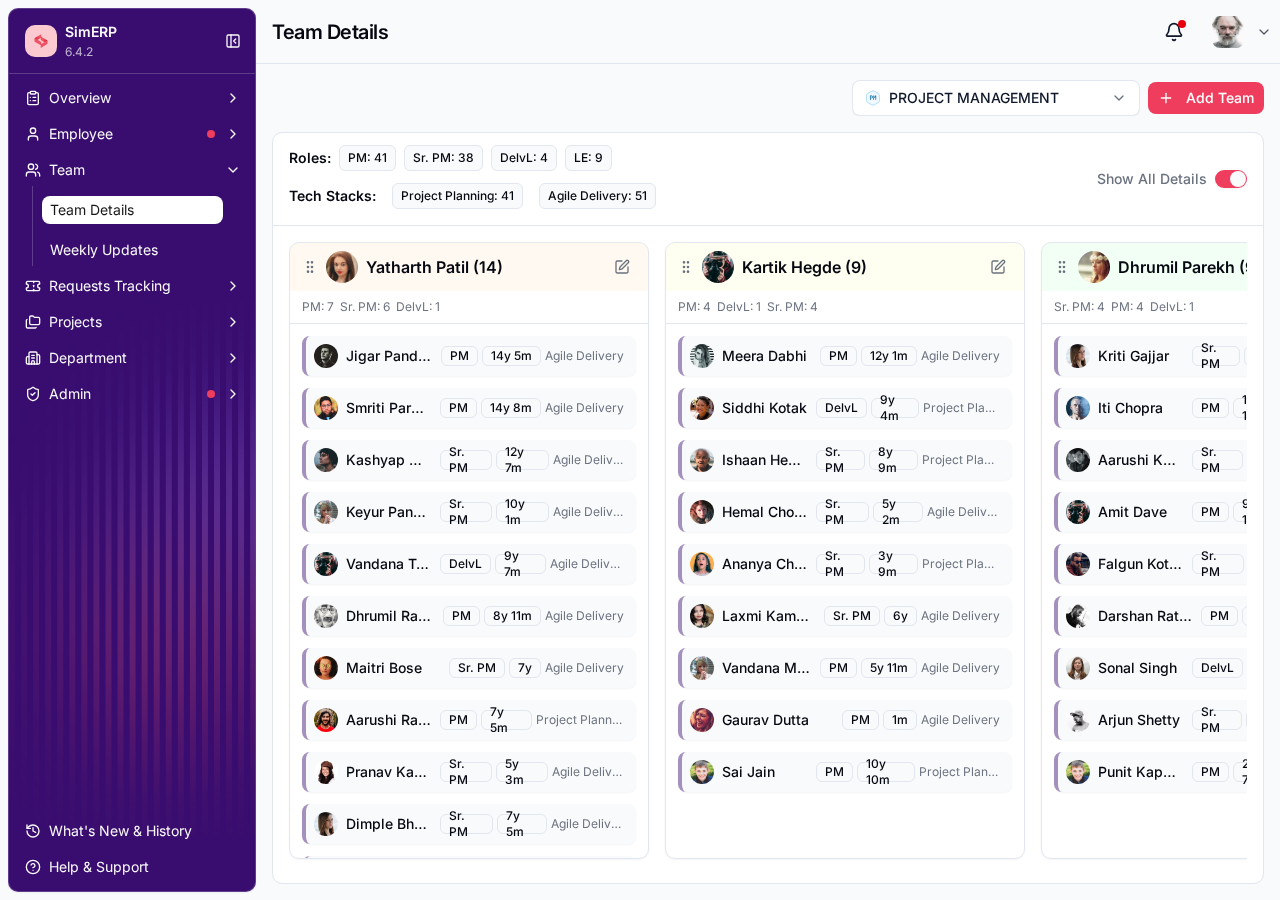 SimERP
6.4.2
Overview
Employee
Team
Team Details
Weekly Updates
Requests Tracking
Projects
Department
Admin
What's New & History
Help & Support
Team Details
PM PROJECT MANAGEMENT
Add Team
Roles: PM: 41 Sr. PM: 38 DelvL: 4 LE: 9
Tech Stacks: Project Planning: 41 Agile Delivery: 51
Show All Details
Yatharth Patil (14)
PM: 7 Sr. PM: 6 DelvL: 1
Jigar Pand... PM 14y 5m Agile Delivery
Smriti Par... PM 14y 8m Agile Delivery
Kashyap ... Sr. PM 12y 7m Agile Deliv...
Keyur Pan... Sr. PM 10y 1m Agile Deliv...
Vandana T... DelvL 9y 7m Agile Deliv...
Dhrumil Ra... PM 8y 11m Agile Delivery
Maitri Bose Sr. PM 7y Agile Delivery
Aarushi Ra... PM 7y 5m Project Plann...
Pranav Ka... Sr. PM 5y 3m Agile Deliv...
Dimple Bh... Sr. PM 7y 5m Agile Deliv...
Kartik Hegde (9)
PM: 4 DelvL: 1 Sr. PM: 4
Meera Dabhi PM 12y 1m Agile Delivery
Siddhi Kotak DelvL 9y 4m Project Pla...
Ishaan He... Sr. PM 8y 9m Project Pla...
Hemal Cho... Sr. PM 5y 2m Agile Deliv...
Ananya Ch... Sr. PM 3y 9m Project Pla...
Laxmi Kam... Sr. PM 6y Agile Delivery
Vandana M... PM 5y 11m Agile Delivery
Gaurav Dutta PM 1m Agile Delivery
Sai Jain PM 10y 10m Project Plan...
Dhrumil Parekh (9
Sr. PM: 4 PM: 4 DelvL: 1
Kriti Gajjar Sr. PM
Iti Chopra PM
Aarushi K... Sr. PM
Amit Dave PM
Falgun Kot... Sr. PM
Darshan Rat... PM
Sonal Singh DelvL
Arjun Shetty Sr. PM
Punit Kap... PM